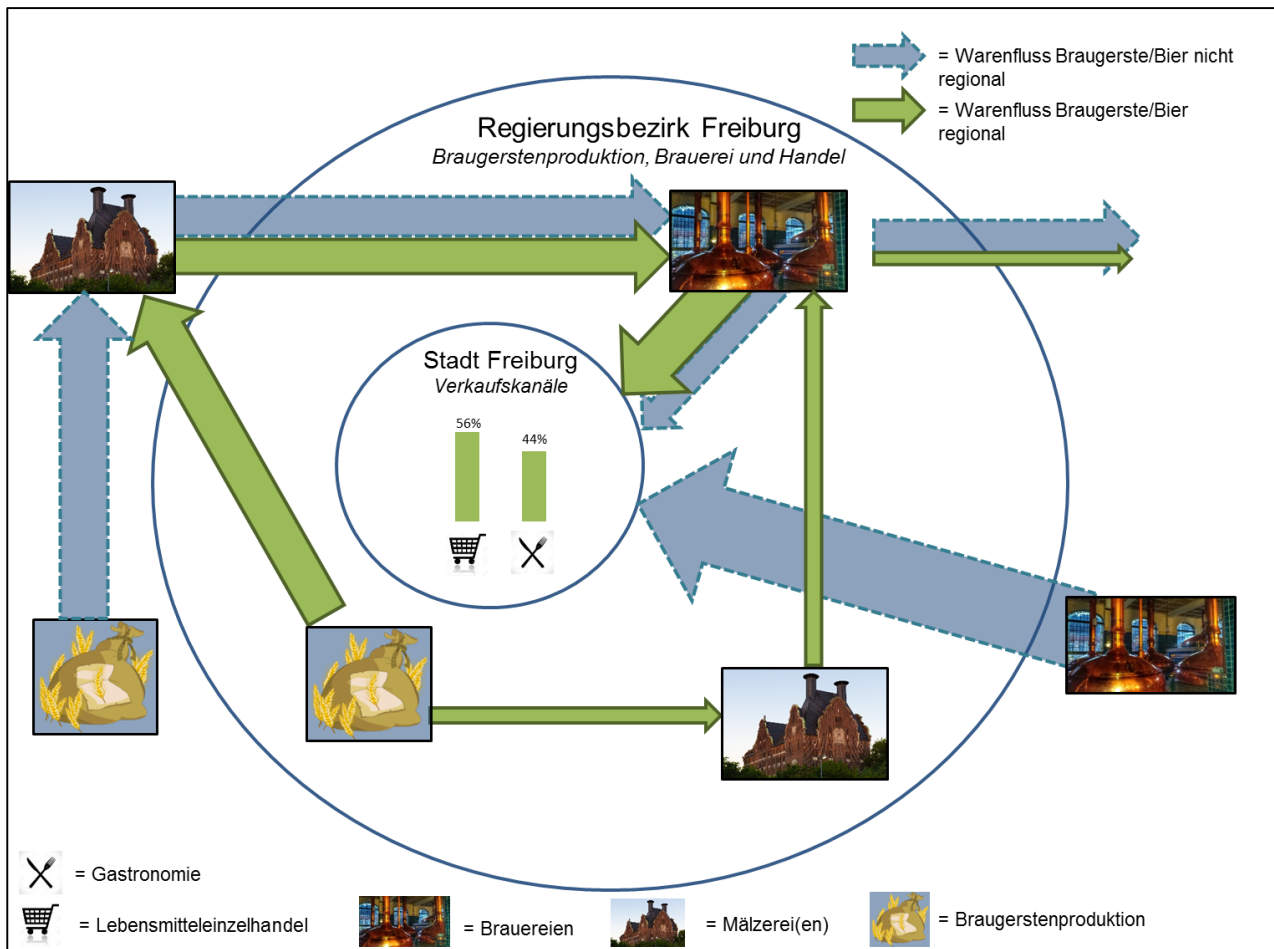 = Warenfluss Braugerste/Bier nicht
regional
= Warenfluss Braugerste/Bier
regional
Regierungsbezirk Freiburg
Braugerstenproduktion, Brauerei und Handel
Stadt Freiburg
Verkaufskanäle
56%
44%
= Gastronomie
= Lebensmitteleinzelhandel
= Brauereien
= Mälzerei(en)
= Braugerstenproduktion